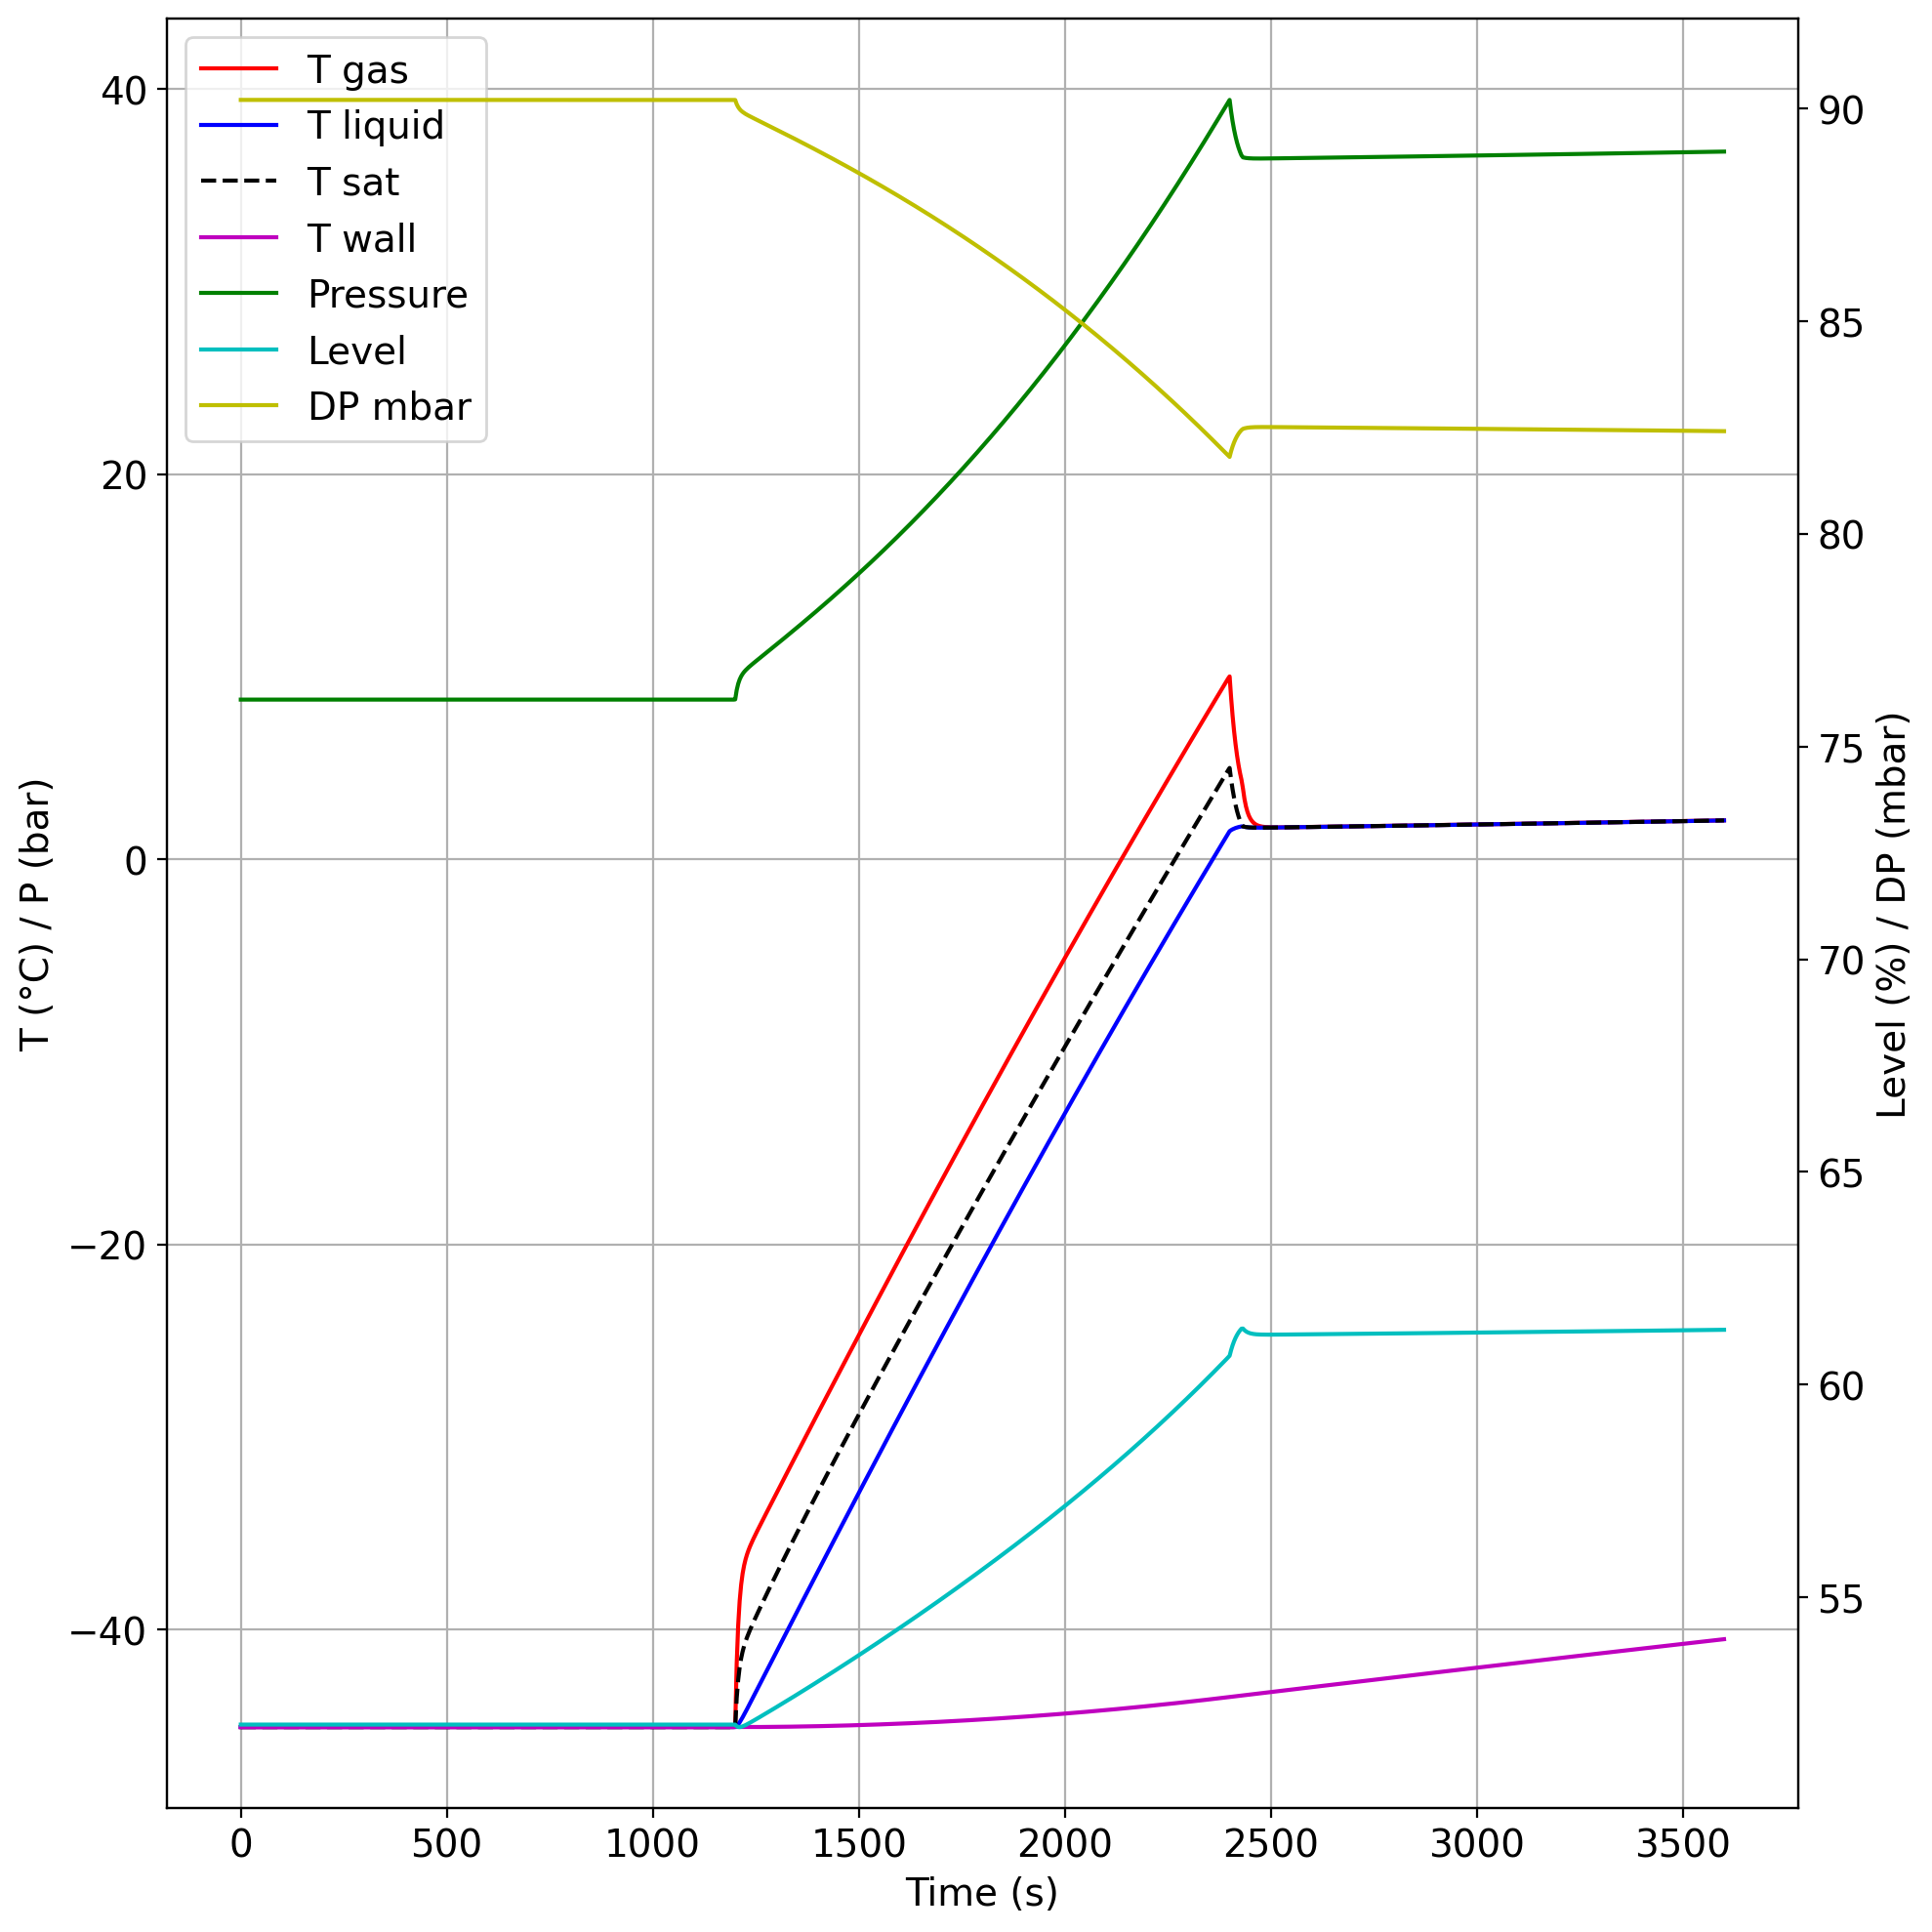 T gas
T liquid
T sat
T wall
Pressure
Level
DP mbar
40
20
0
−20
−40
T (°C) / P (bar)
90
85
80
75
70
65
60
55
Level (%) / DP (mbar)
0 500 1000 1500 2000 2500 3000 3500
Time (s)